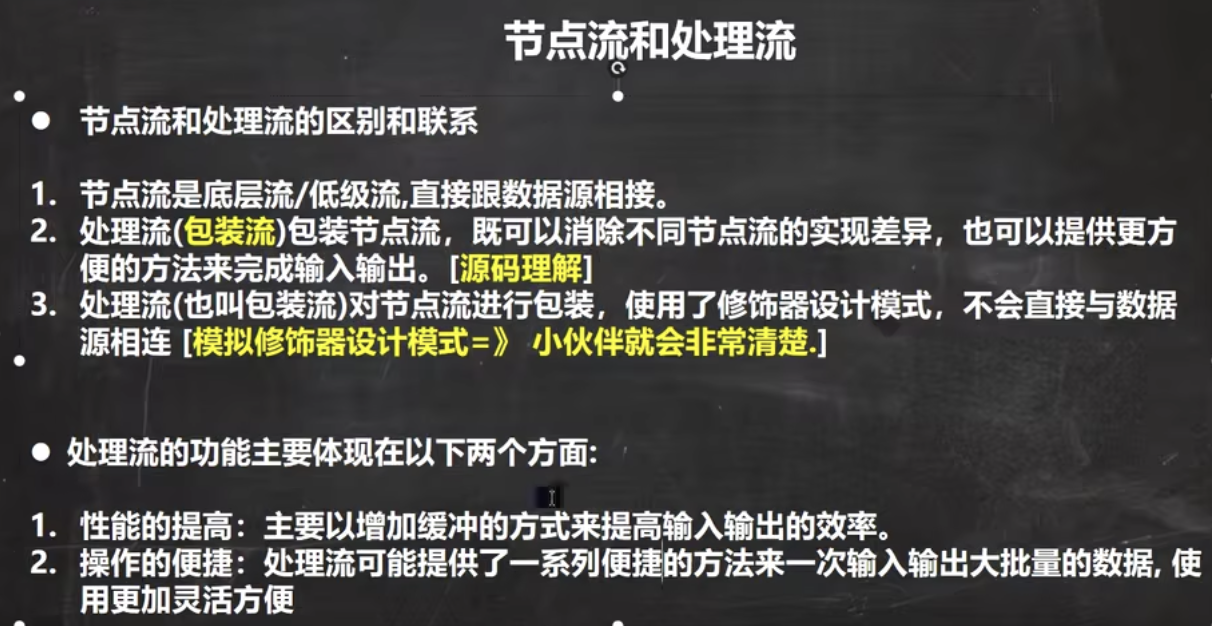 节点流和处理流
● 节点流和处理流的区别和联系
1. 节点流是底层流/低级流,直接跟数据源相接。
2. 处理流(包装流)包装节点流，既可以消除不同节点流的实现差异，也可以提供更方
便的方法来完成输入输出。[源码理解]
3. 处理流(也叫包装流)对节点流进行包装，使用了修饰器设计模式，不会直接与数据
源相连 [模拟修饰器设计模式=》 小伙伴就会非常清楚.]
● 处理流的功能主要体现在以下两个方面:
1. 性能的提高：主要以增加缓冲的方式来提高输入输出的效率。
2. 操作的便捷：处理流可能提供了一系列便捷的方法来一次输入输出大批量的数据, 使
用更加灵活方便